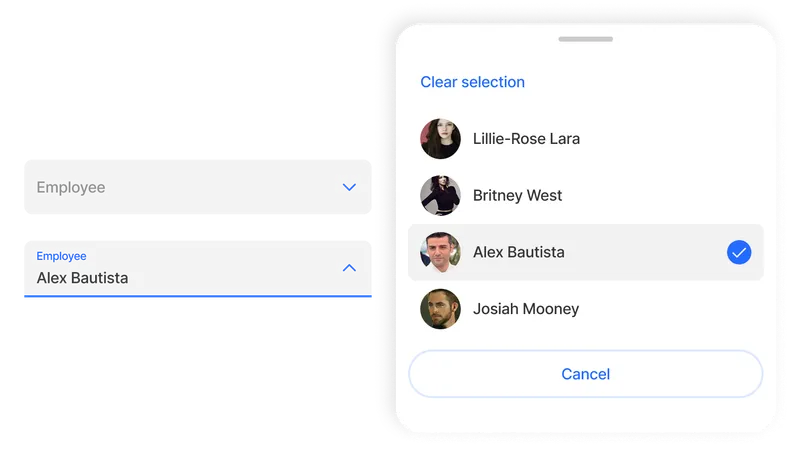 Employee
Employee
Alex Bautista
Clear selection
Lillie-Rose Lara
Britney West
Alex Bautista
Josiah Mooney
Cancel